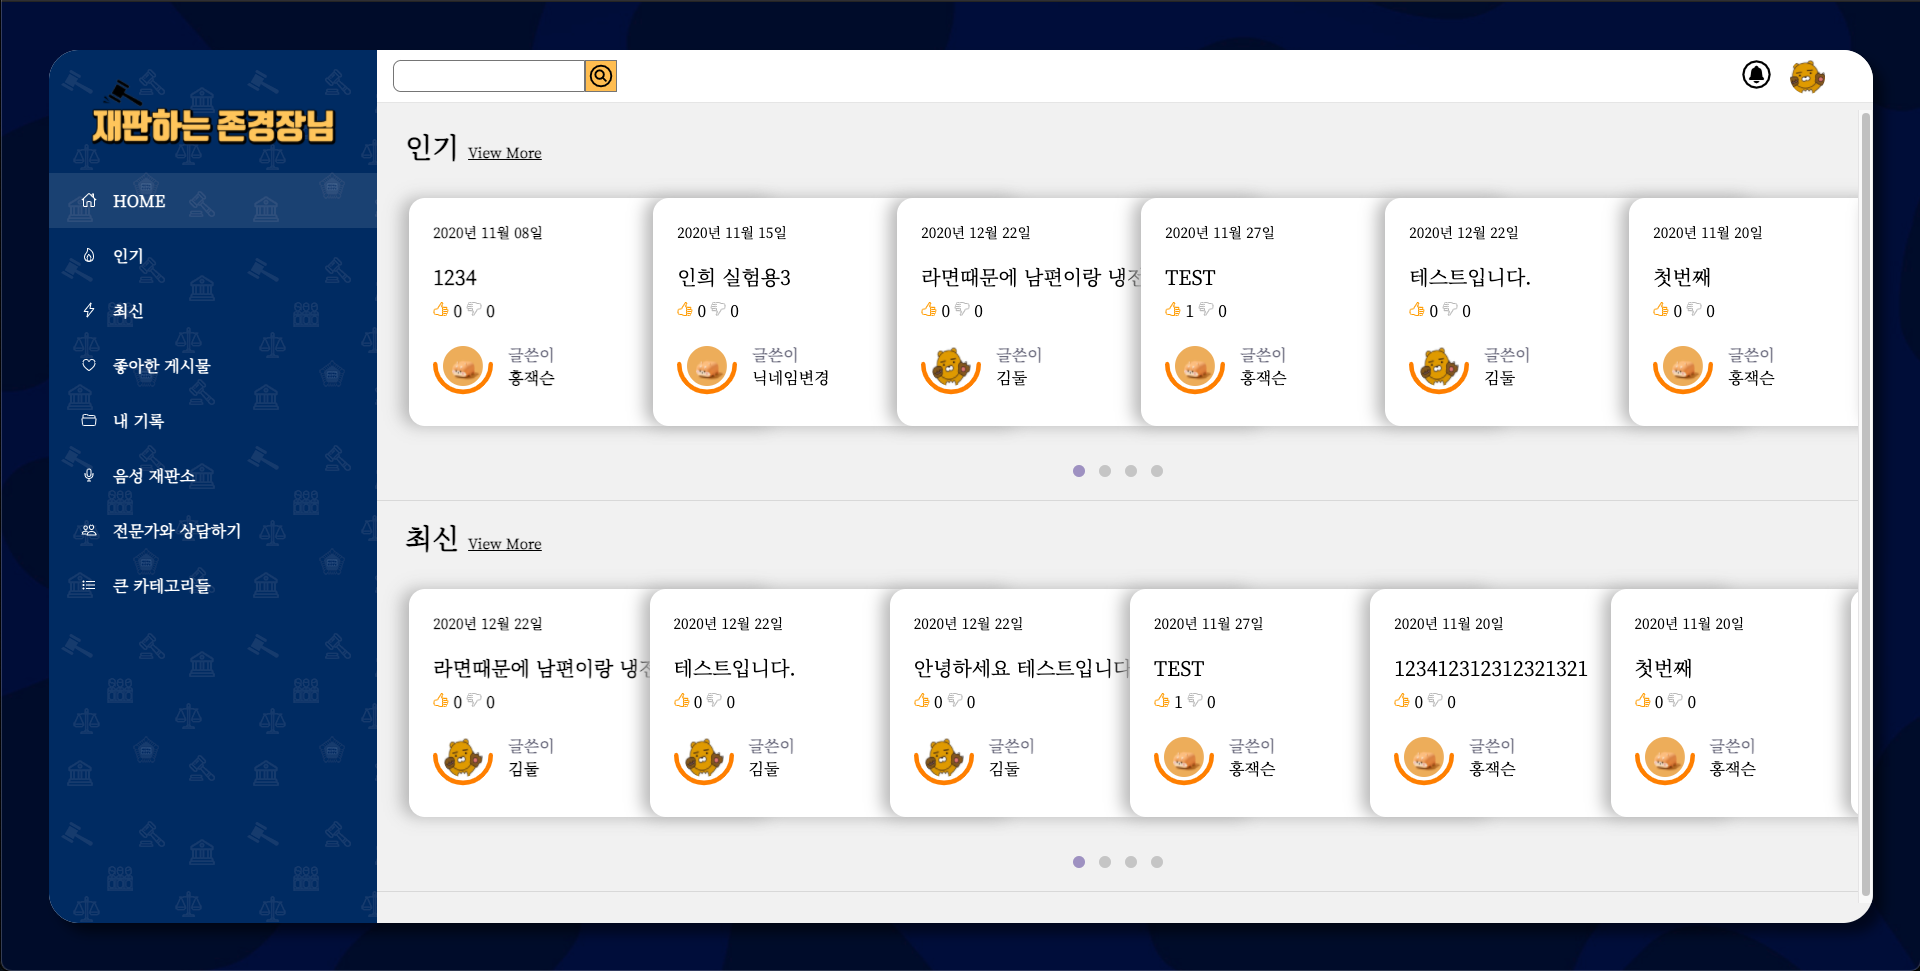 재판하는 존경장님
HOME
인기
최신
좋아한 게시물
내 기록
음성 재판소
전문가와 상담하기
큰 카테고리들
인기 View More
2020년 11월 08일
1234
0 0
글쓴이
홍잭슨
2020년 11월 15일
인희 실험용3
0 0
글쓴이
닉네임변경
2020년 12월 22일
라면때문에 남편이랑 냉전
0 0
글쓴이
김둘
2020년 11월 27일
TEST
1 0
글쓴이
홍잭슨
2020년 12월 22일
테스트입니다.
0 0
글쓴이
김둘
2020년 11월 20일
첫번째
0 0
글쓴이
홍잭슨
최신 View More
2020년 12월 22일
라면때문에 남편이랑 냉전
0 0
글쓴이
김둘
2020년 12월 22일
테스트입니다.
0 0
글쓴이
김둘
2020년 12월 22일
안녕하세요 테스트입니다
0 0
글쓴이
김둘
2020년 11월 27일
TEST
1 0
글쓴이
홍잭슨
2020년 11월 20일
123412312312321321
0 0
글쓴이
홍잭슨
2020년 11월 20일
첫번째
0 0
글쓴이
홍잭슨